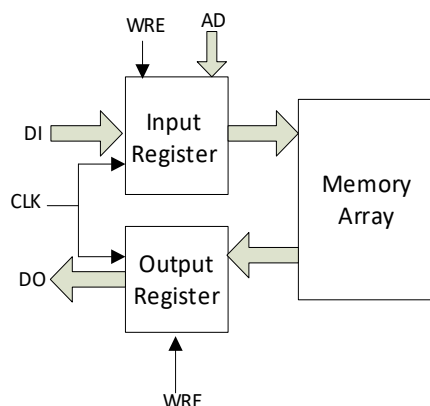 WRE
AD
DI
Input
Register
CLK
Memory
Array
DO
Output
Register
WRE